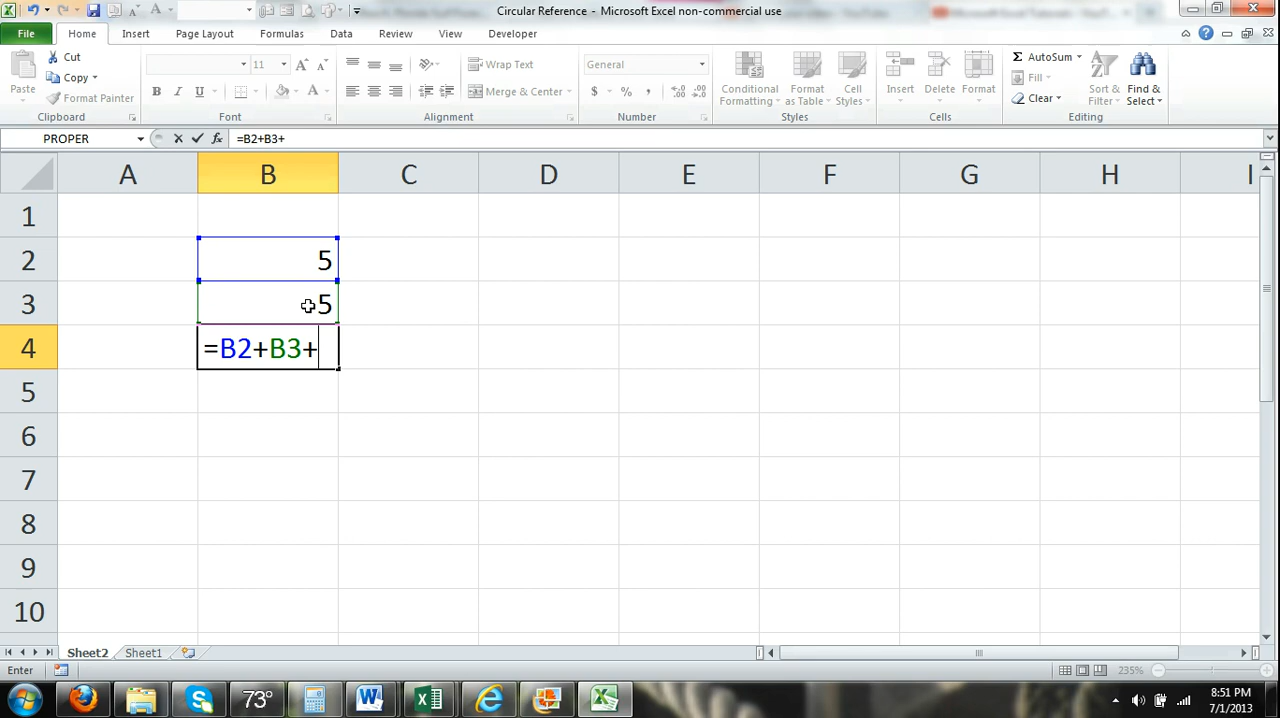 Circular Reference - Microsoft Excel non-commercial use
File Home Insert Page Layout Formulas Data Review View Developer
Paste
Cut
Copy
Format Painter
Clipboard
11
B I U
Font
Wrap Text
Merge & Center
Alignment
General
$ % ,
Number
Conditional Formatting
Format as Table
Cell Styles
Styles
Insert
Delete
Format
Cells
AutoSum
Fill
Clear
Sort & Filter
Find & Select
Editing
PROPER fx =B2+B3+
A B C D E F G H I
1
2 5
3 5
4 =B2+B3+
5
6
7
8
9
10
Sheet2 Sheet1
Enter 235%
73°
8:51 PM
7/1/2013